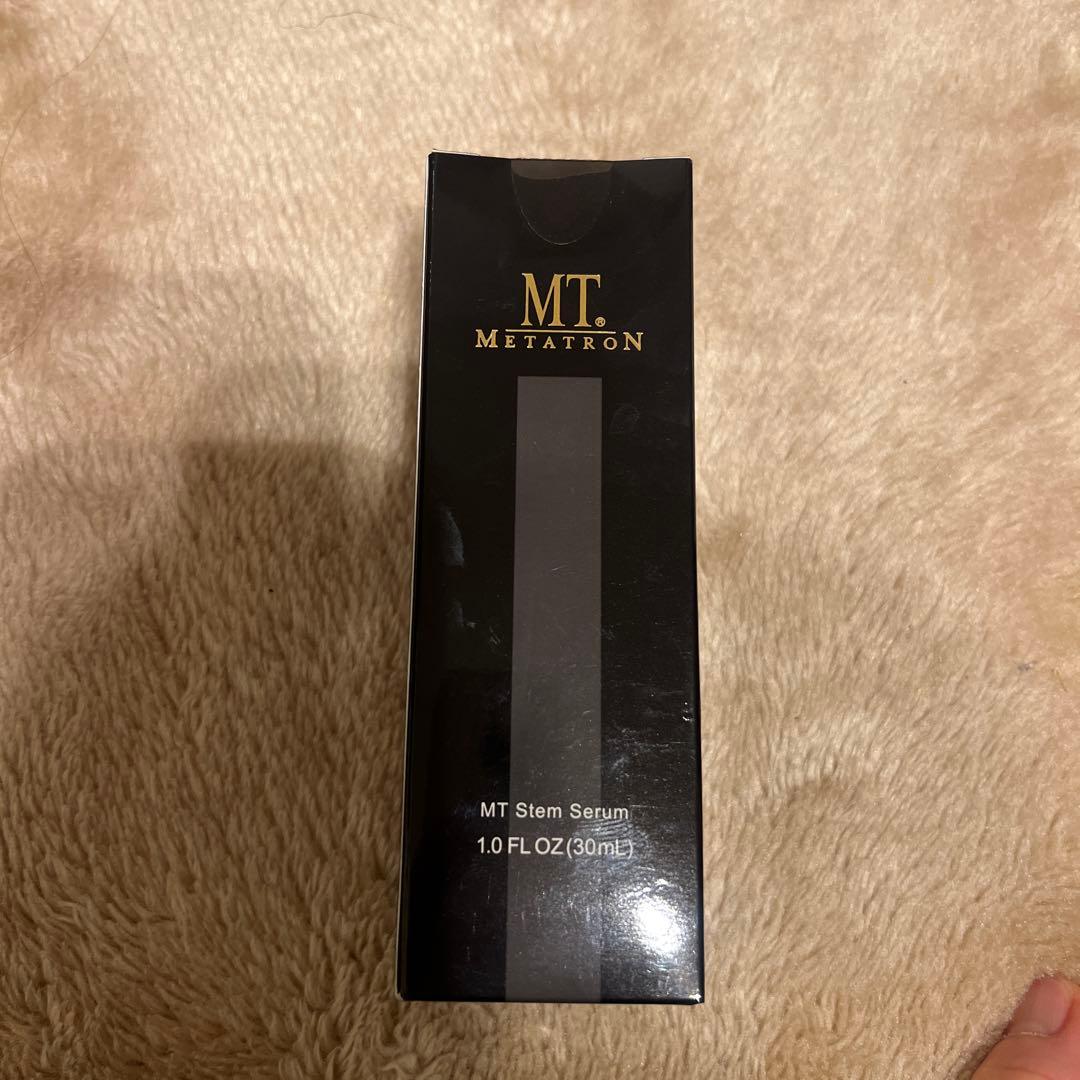 MT®
METATRON
MT Stem Serum
1.0 FL OZ(30mL)